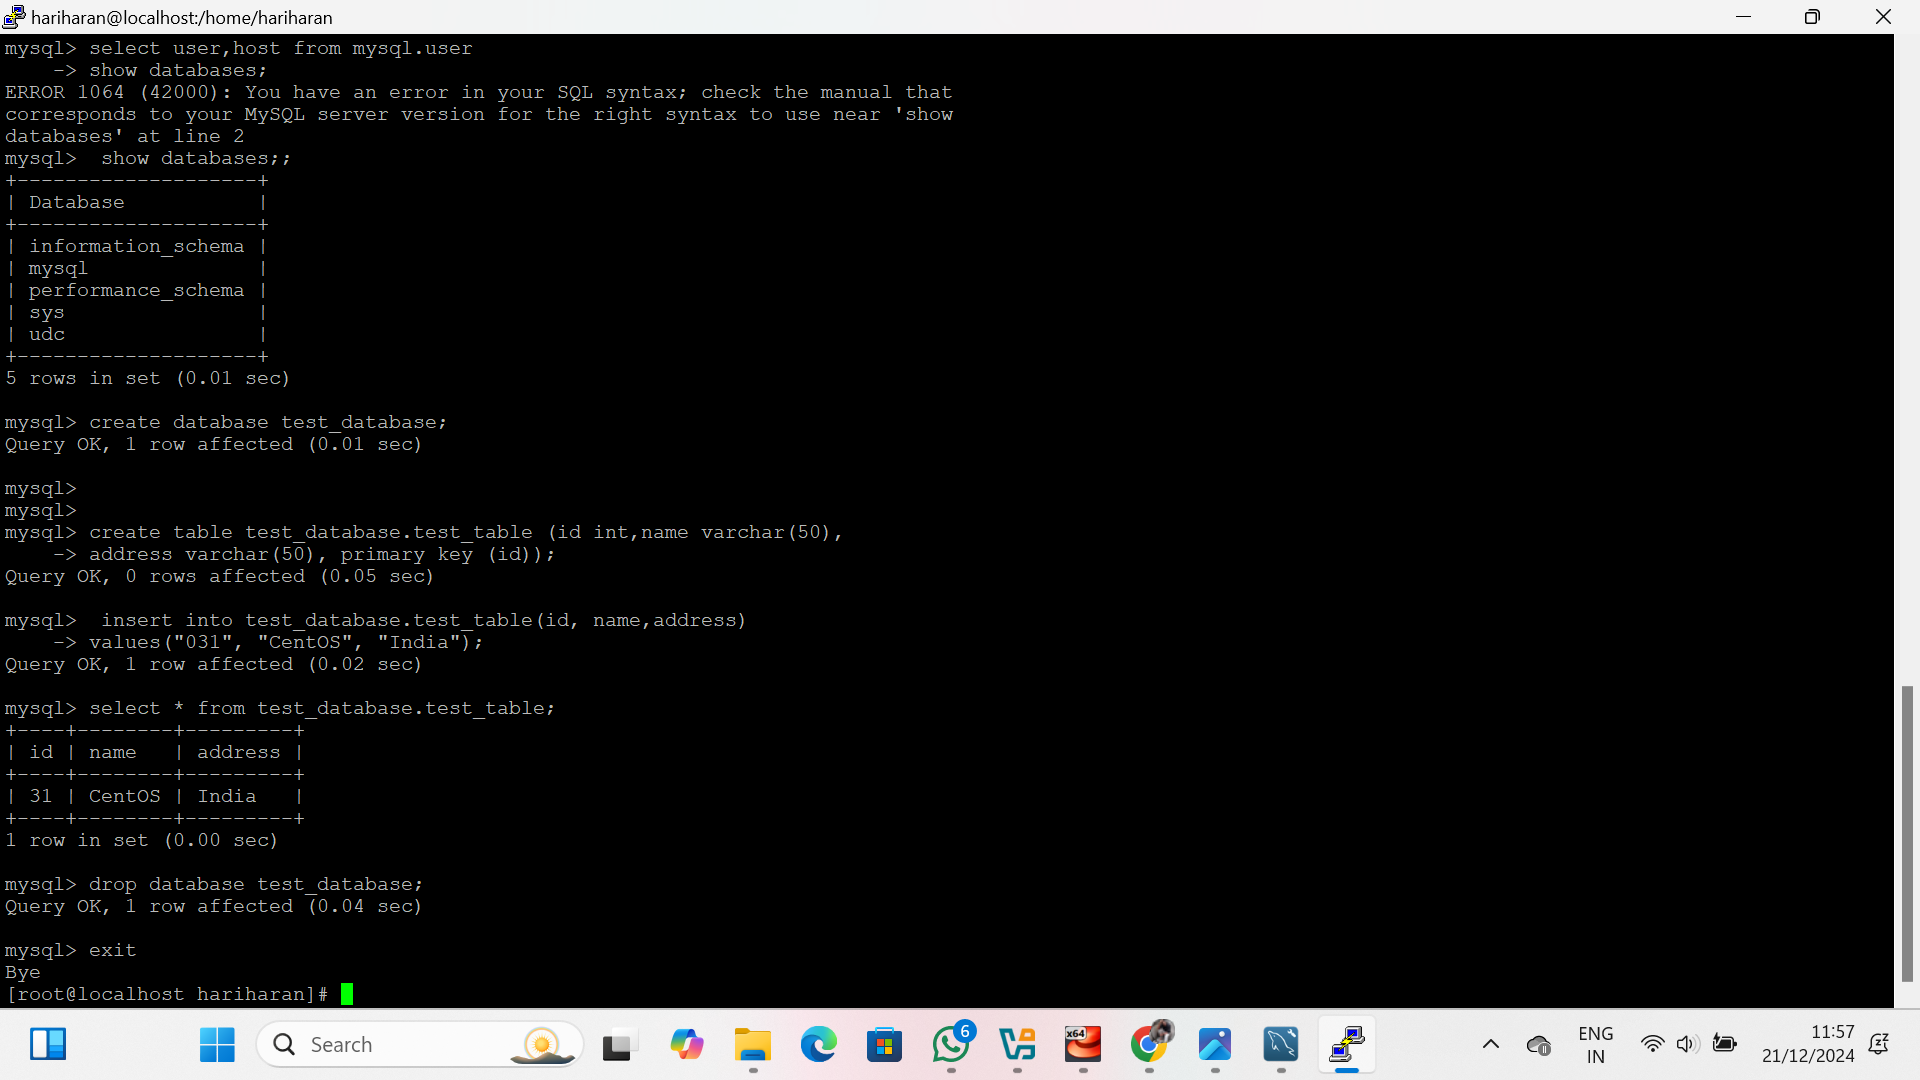 hariharan@localhost:/home/hariharan
mysql> select user,host from mysql.user
    -> show databases;
ERROR 1064 (42000): You have an error in your SQL syntax; check the manual that
corresponds to your MySQL server version for the right syntax to use near 'show
databases' at line 2
mysql>  show databases;;
+--------------------+
| Database           |
+--------------------+
| information_schema |
| mysql              |
| performance_schema |
| sys                |
| udc                |
+--------------------+
5 rows in set (0.01 sec)

mysql> create database test_database;
Query OK, 1 row affected (0.01 sec)

mysql>
mysql>
mysql> create table test_database.test_table (id int,name varchar(50),
    -> address varchar(50), primary key (id));
Query OK, 0 rows affected (0.05 sec)

mysql>  insert into test_database.test_table(id, name,address)
    -> values("031", "CentOS", "India");
Query OK, 1 row affected (0.02 sec)

mysql> select * from test_database.test_table;
+----+--------+---------+
| id | name   | address |
+----+--------+---------+
| 31 | CentOS | India   |
+----+--------+---------+
1 row in set (0.00 sec)

mysql> drop database test_database;
Query OK, 1 row affected (0.04 sec)

mysql> exit
Bye
[root@localhost hariharan]#
Search
6
x64
ENG
IN
11:57
21/12/2024